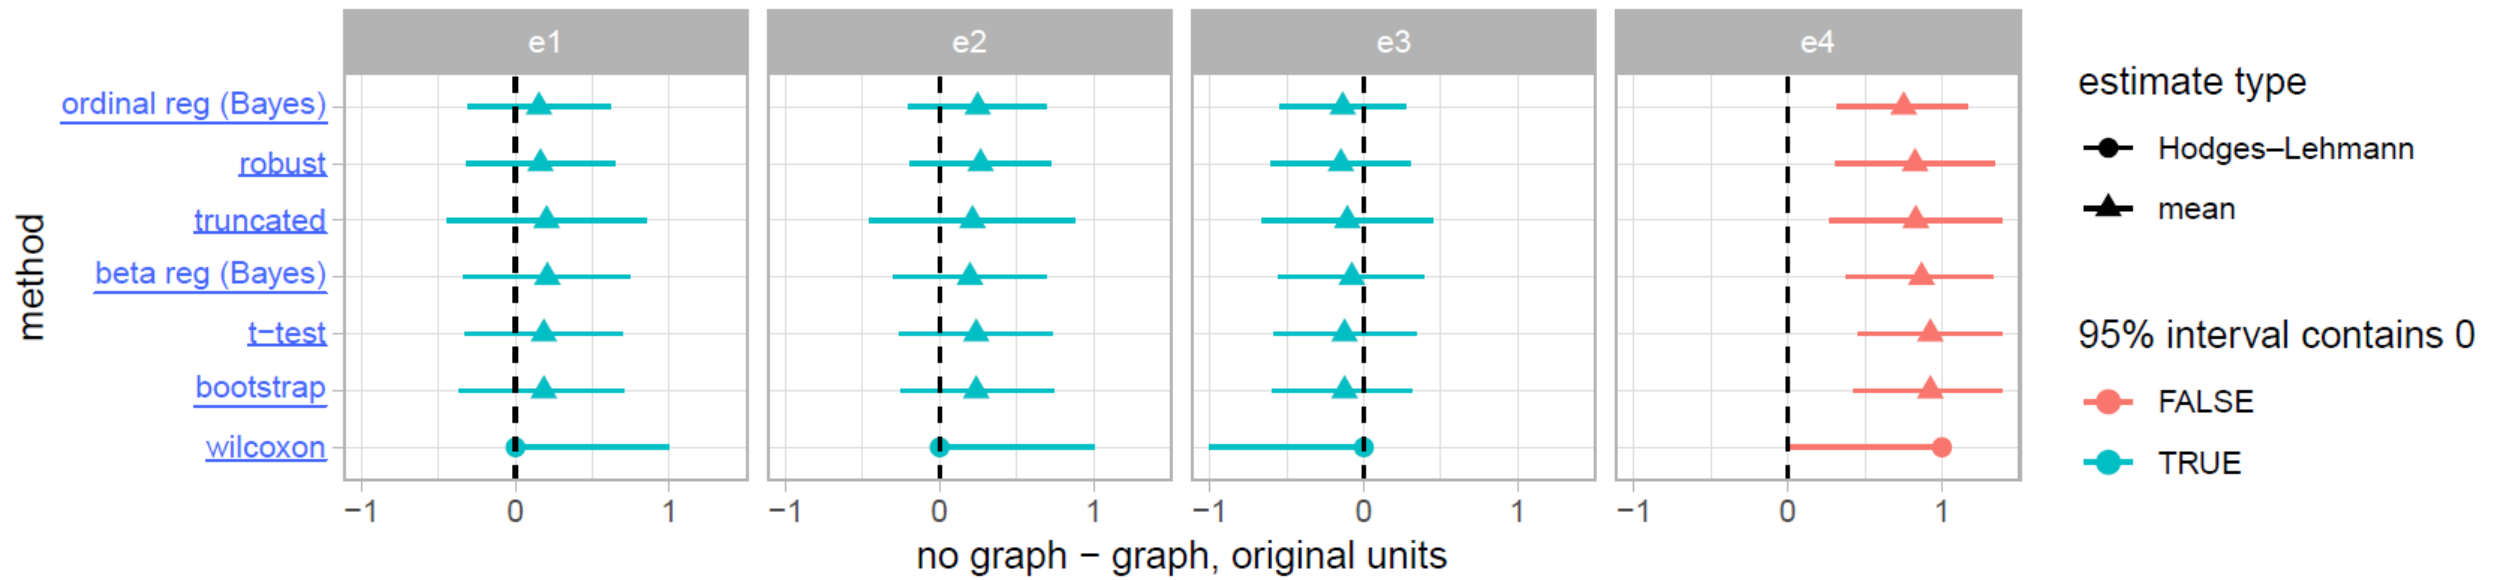 e1 e2 e3 e4
method
ordinal reg (Bayes)
robust
truncated
beta reg (Bayes)
t−test
bootstrap
wilcoxon
−1 0 1 −1 0 1 −1 0 1 −1 0 1
no graph − graph, original units
estimate type
Hodges−Lehmann
mean
95% interval contains 0
FALSE
TRUE